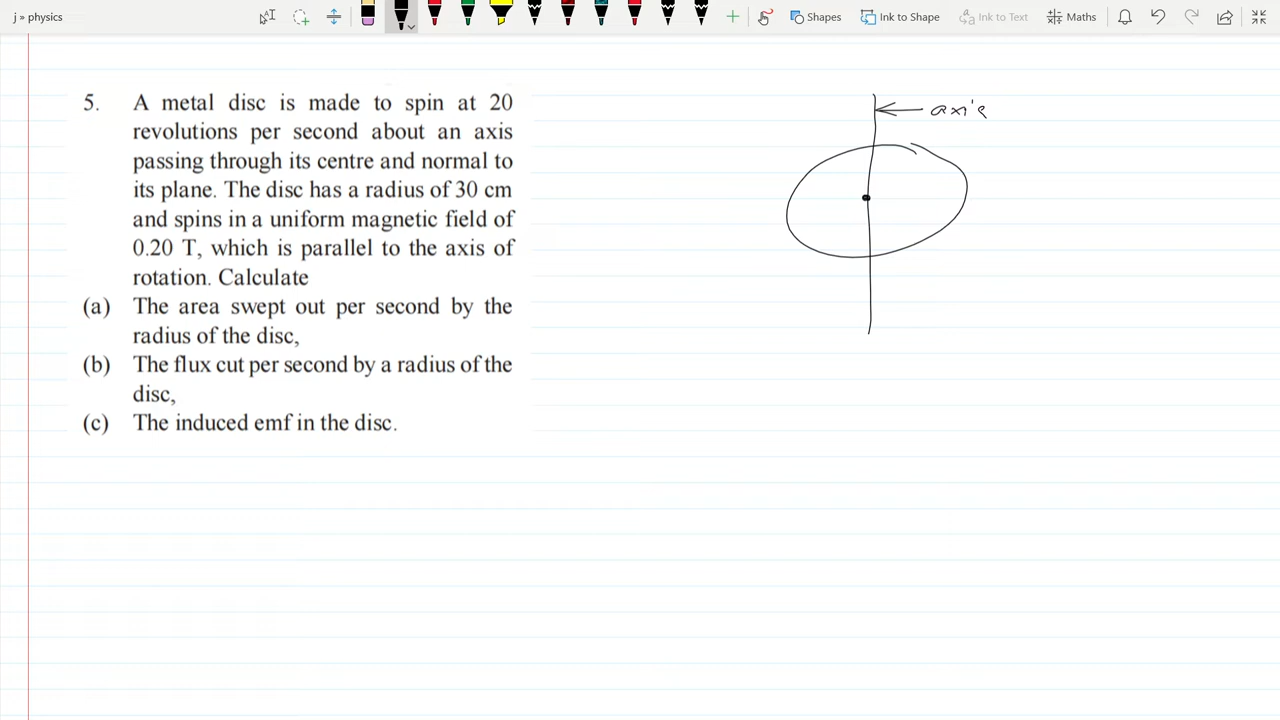 j » physics
Shapes
Ink to Shape
Ink to Text
Maths
5. A metal disc is made to spin at 20
revolutions per second about an axis
passing through its centre and normal to
its plane. The disc has a radius of 30 cm
and spins in a uniform magnetic field of
0.20 T, which is parallel to the axis of
rotation. Calculate
(a) The area swept out per second by the
radius of the disc,
(b) The flux cut per second by a radius of the
disc,
(c) The induced emf in the disc.
axis